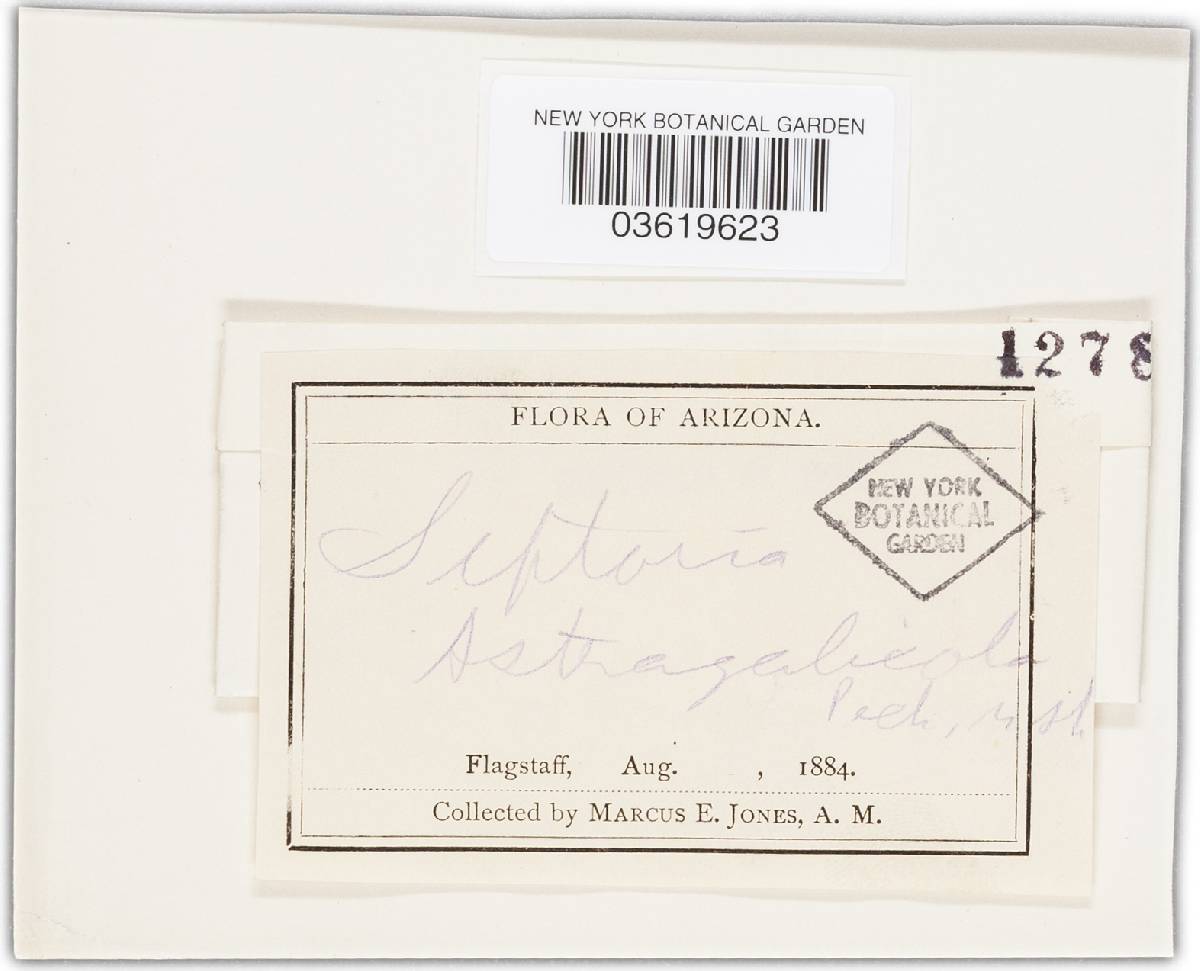 NEW YORK BOTANICAL GARDEN
03619623
1278
FLORA OF ARIZONA.
NEW YORK
BOTANICAL
GARDEN
Septoria
Astragalicola
Peck,
Flagstaff, Aug. , 1884.
Collected by MARCUS E. JONES, A. M.